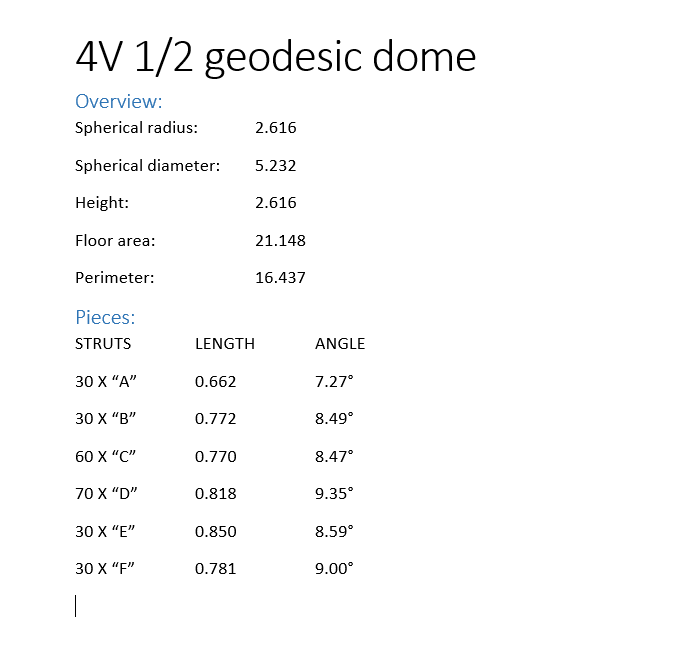 4V 1/2 geodesic dome
Overview:
Spherical radius: 2.616
Spherical diameter: 5.232
Height: 2.616
Floor area: 21.148
Perimeter: 16.437
Pieces:
STRUTS LENGTH ANGLE
30 X “A” 0.662 7.27°
30 X “B” 0.772 8.49°
60 X “C” 0.770 8.47°
70 X “D” 0.818 9.35°
30 X “E” 0.850 8.59°
30 X “F” 0.781 9.00°